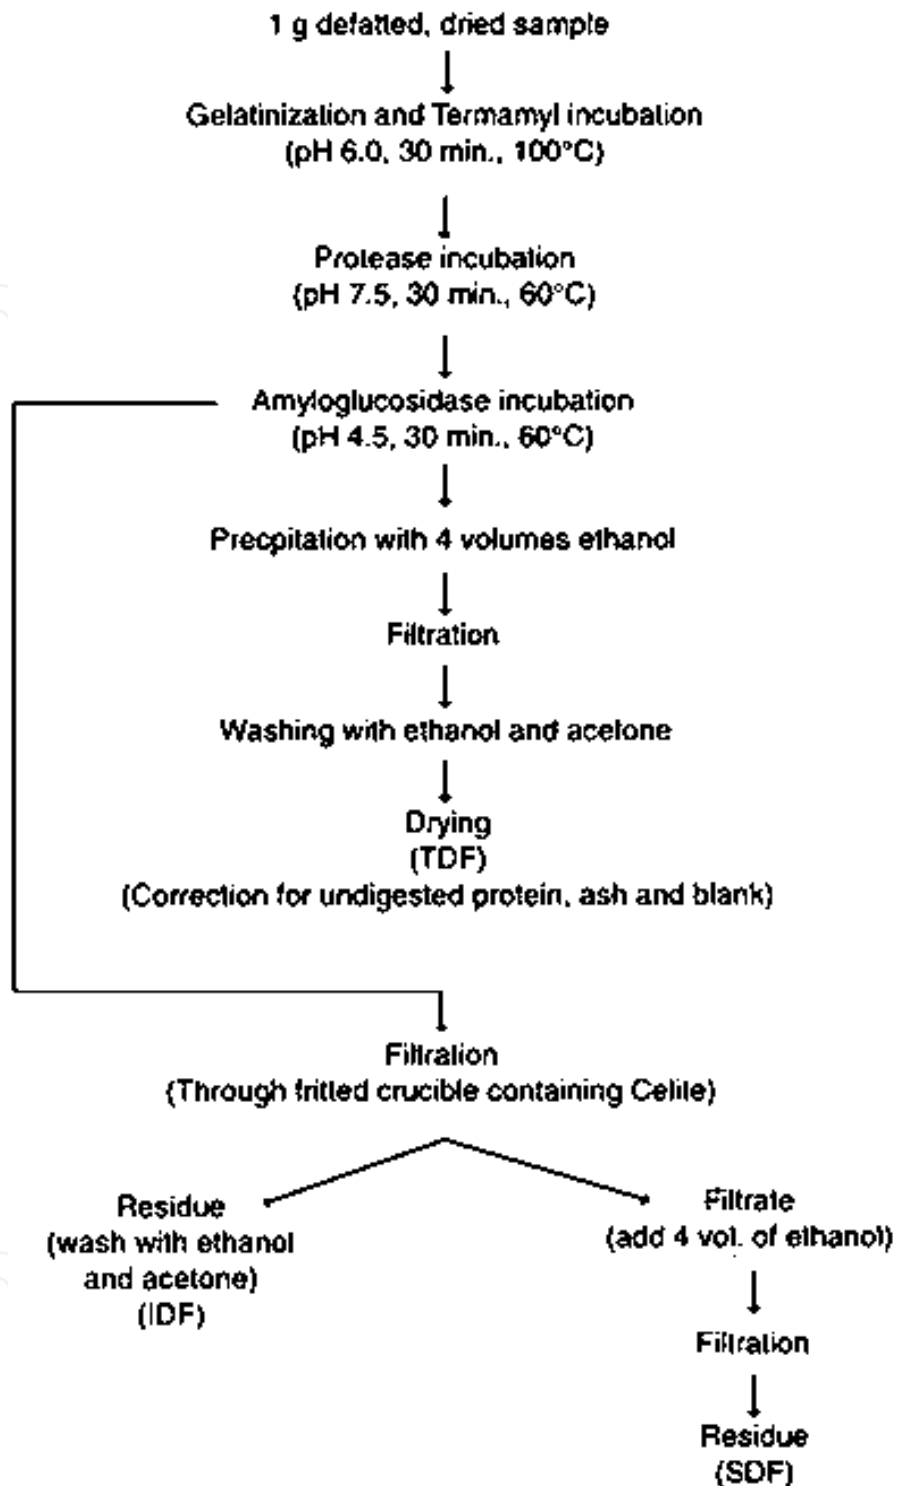 1 g defatted, dried sample
Gelatinization and Termamyl incubation
(pH 6.0, 30 min., 100°C)
Protease incubation
(pH 7.5, 30 min., 60°C)
Amyloglucosidase incubation
(pH 4.5, 30 min., 60°C)
Precpitation with 4 volumes ethanol
Filtration
Washing with ethanol and acetone
Drying
(TDF)
(Correction for undigested protein, ash and blank)
Filtration
(Through fritted crucible containing Celite)
Residue
(wash with ethanol
and acetone)
(IDF)
Filtrate
(add 4 vol. of ethanol)
Filtration
Residue
(SDF)